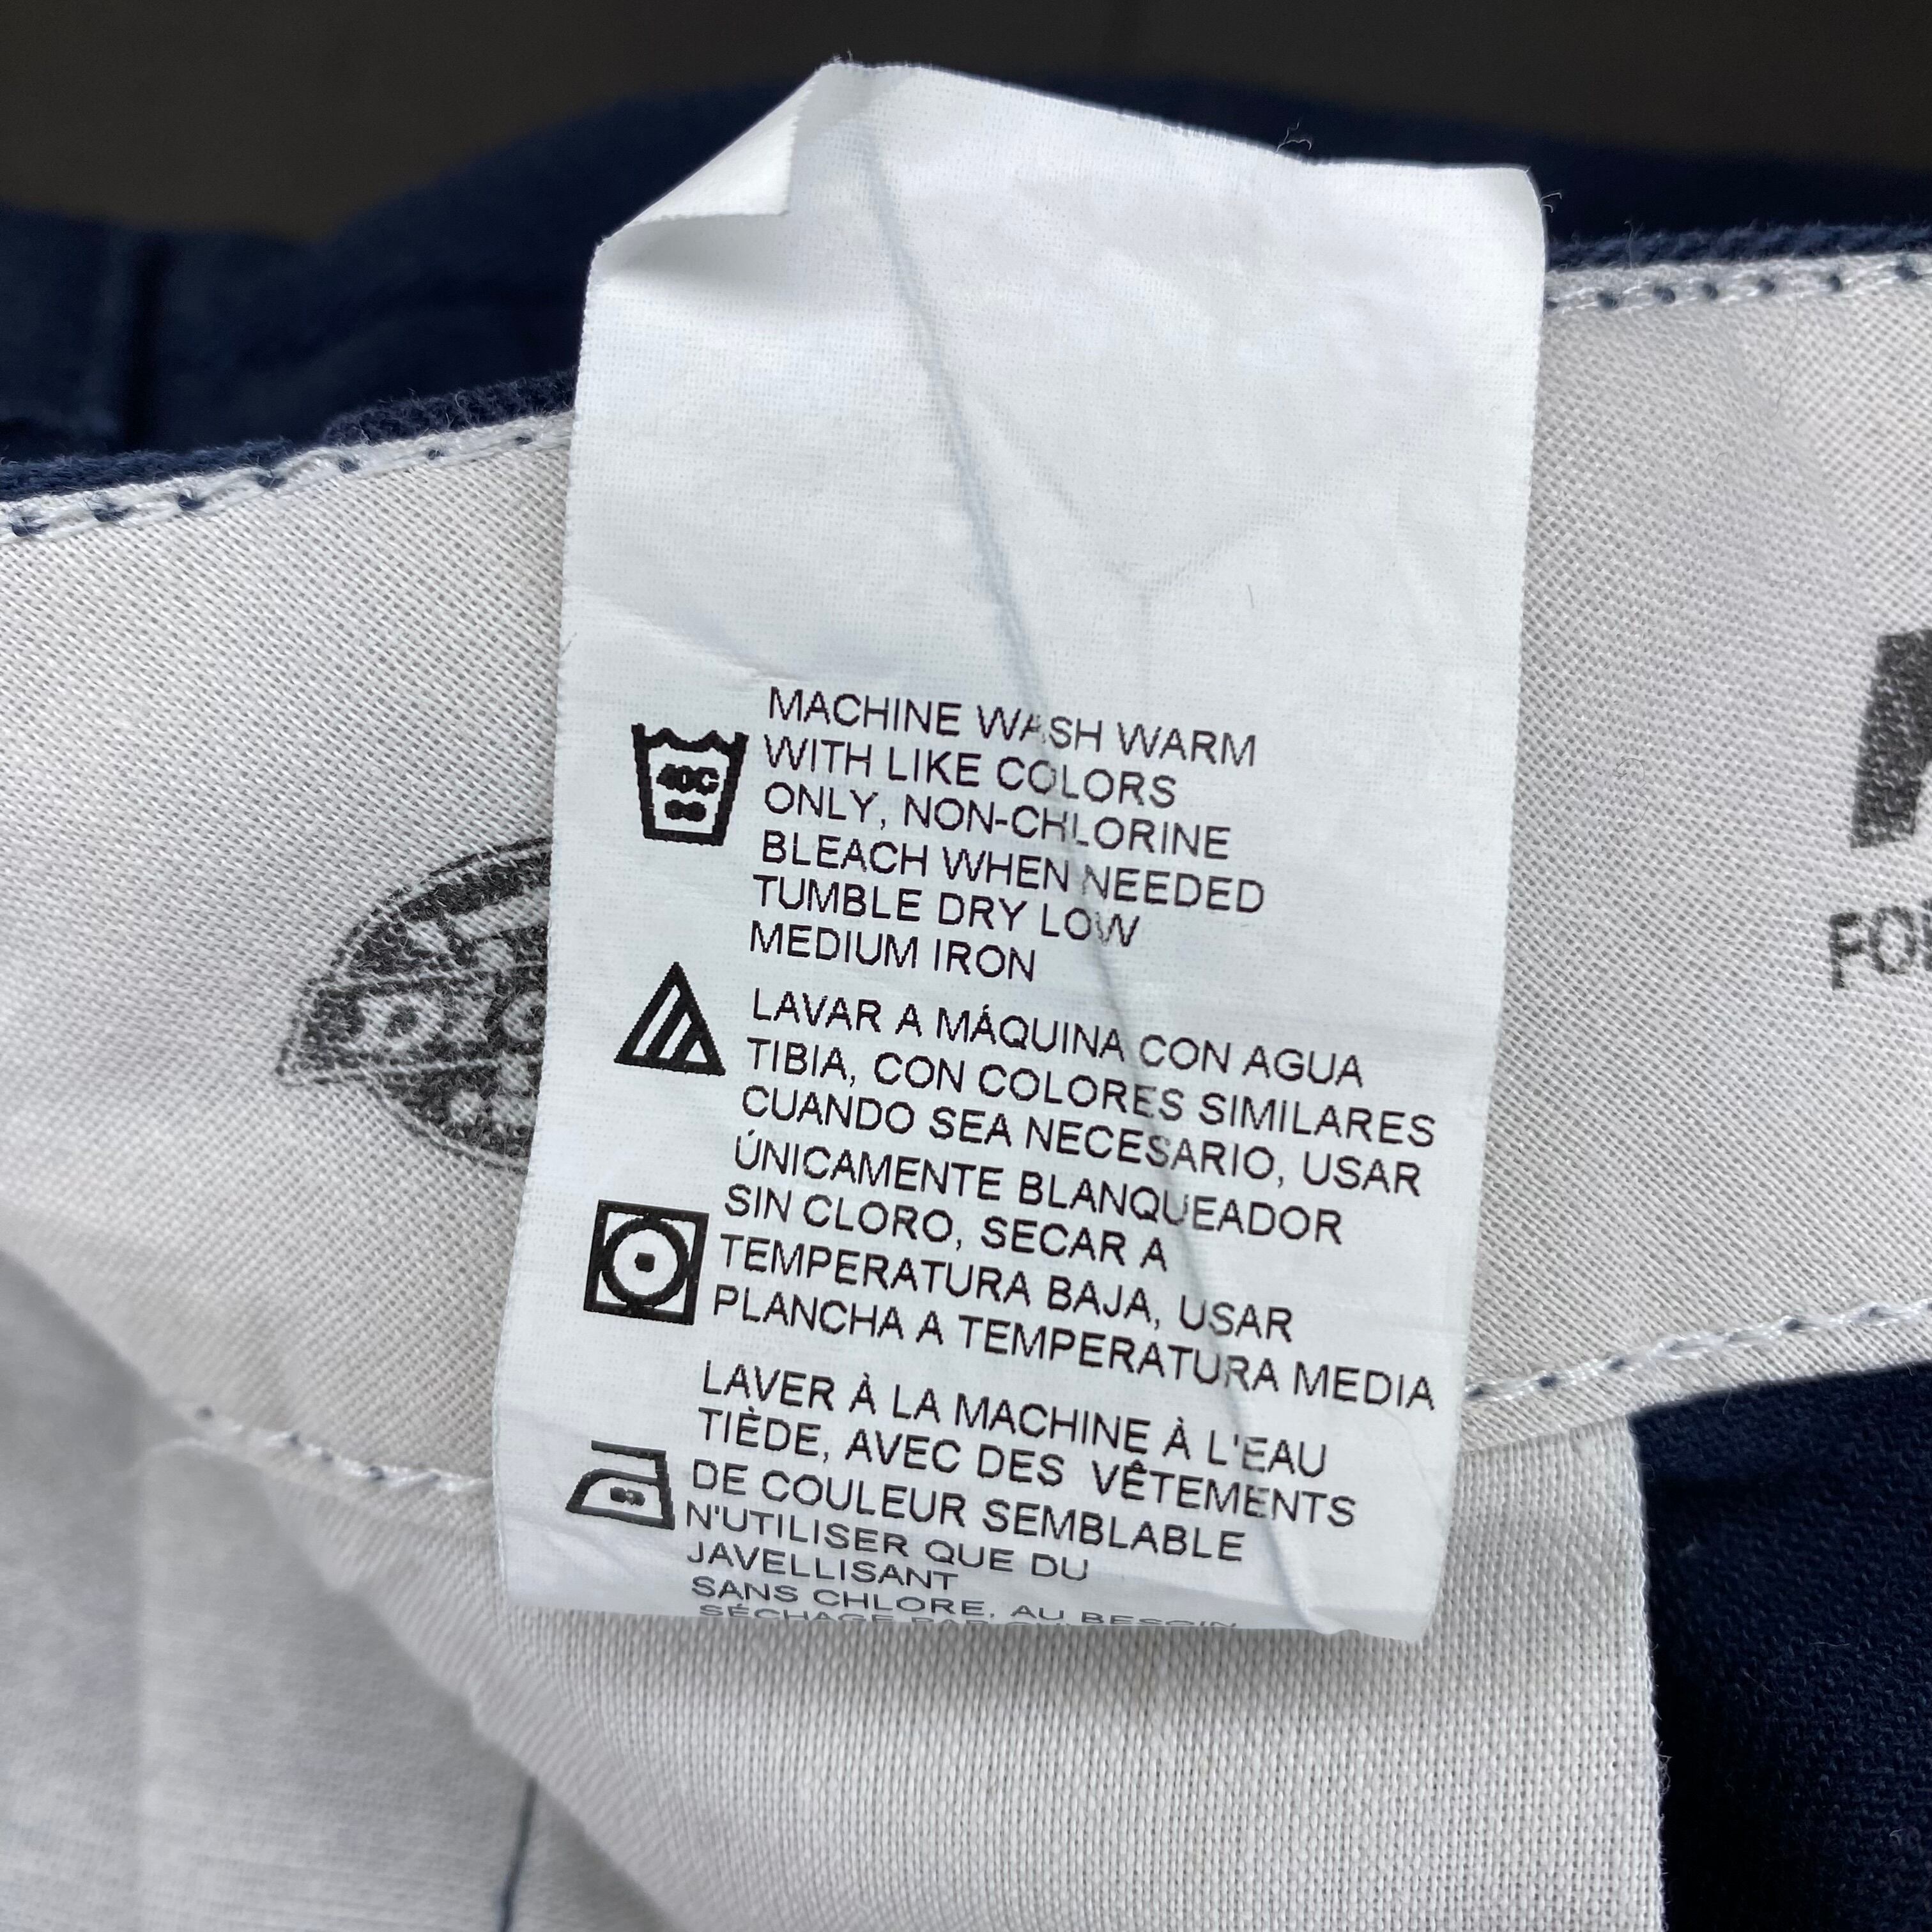 MACHINE WASH WARM
WITH LIKE COLORS
ONLY, NON-CHLORINE
BLEACH WHEN NEEDED
TUMBLE DRY LOW
MEDIUM IRON
40C
LAVAR A MÁQUINA CON AGUA
TIBIA, CON COLORES SIMILARES
CUANDO SEA NECESARIO, USAR
ÚNICAMENTE BLANQUEADOR
SIN CLORO, SECAR A
TEMPERATURA BAJA, USAR
PLANCHA A TEMPERATURA MEDIA
LAVER À LA MACHINE À L'EAU
TIÈDE, AVEC DES VÊTEMENTS
DE COULEUR SEMBLABLE
N'UTILISER QUE DU
JAVELLISANT
SANS CHLORE, AU BESOIN
SÉCHAGE PAR